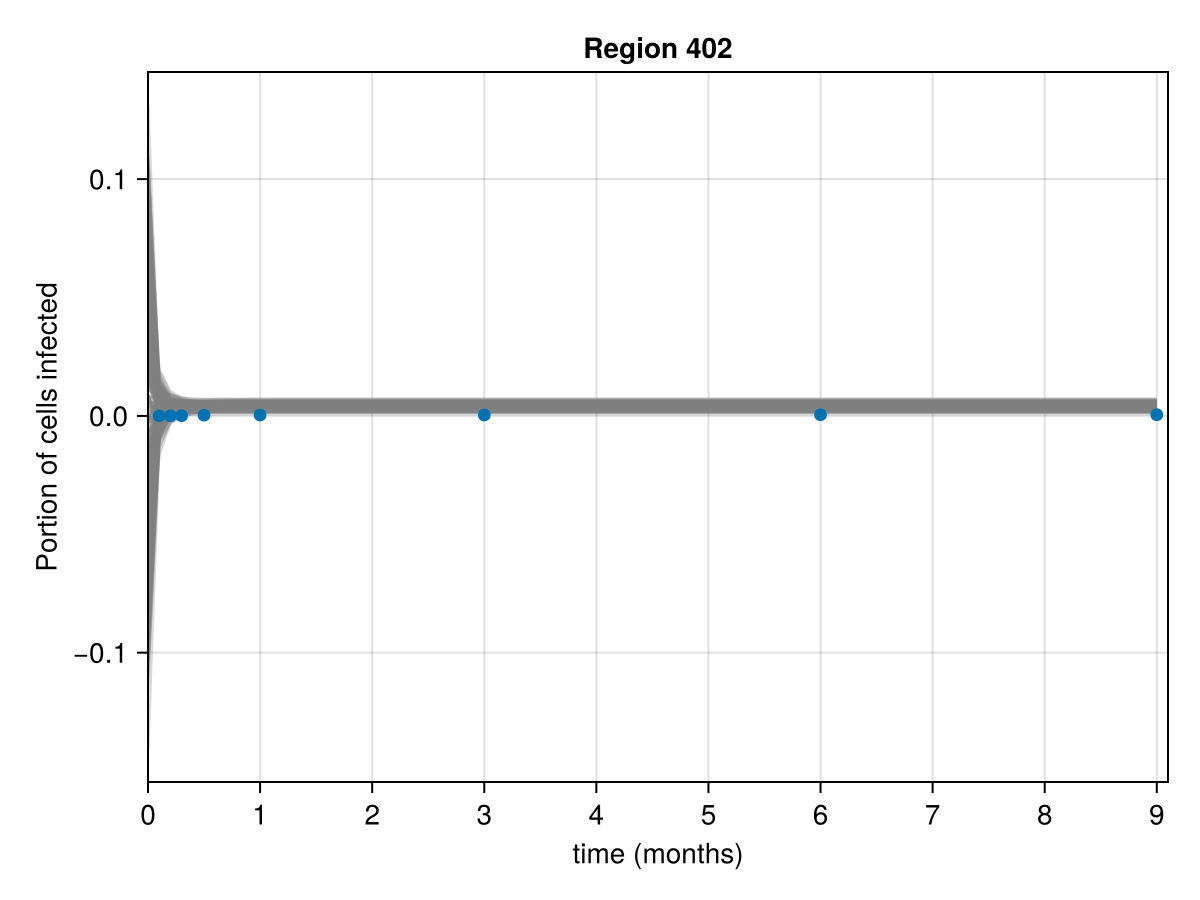 Region 402
Portion of cells infected
0.1
0.0
−0.1
0 1 2 3 4 5 6 7 8 9
time (months)